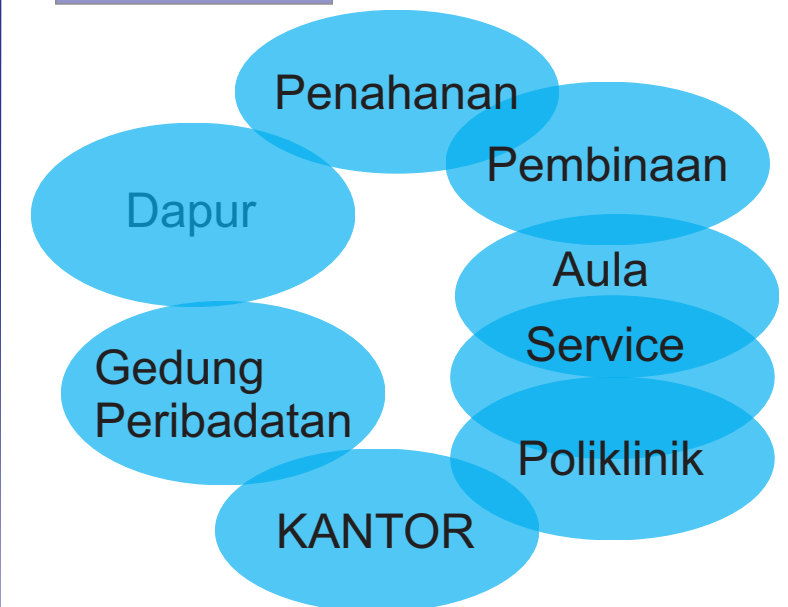 Penahanan
Pembinaan
Dapur
Aula
Service
Gedung
Peribadatan
Poliklinik
KANTOR